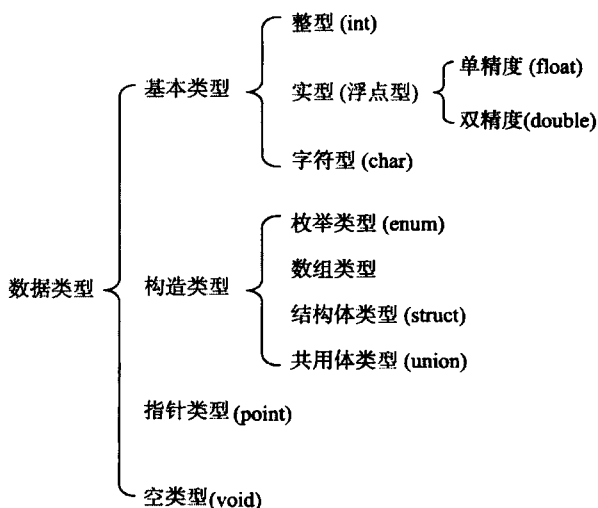 数据类型
基本类型
整型 (int)
实型 (浮点型)
单精度 (float)
双精度(double)
字符型 (char)
构造类型
枚举类型 (enum)
数组类型
结构体类型 (struct)
共用体类型 (union)
指针类型(point)
空类型(void)